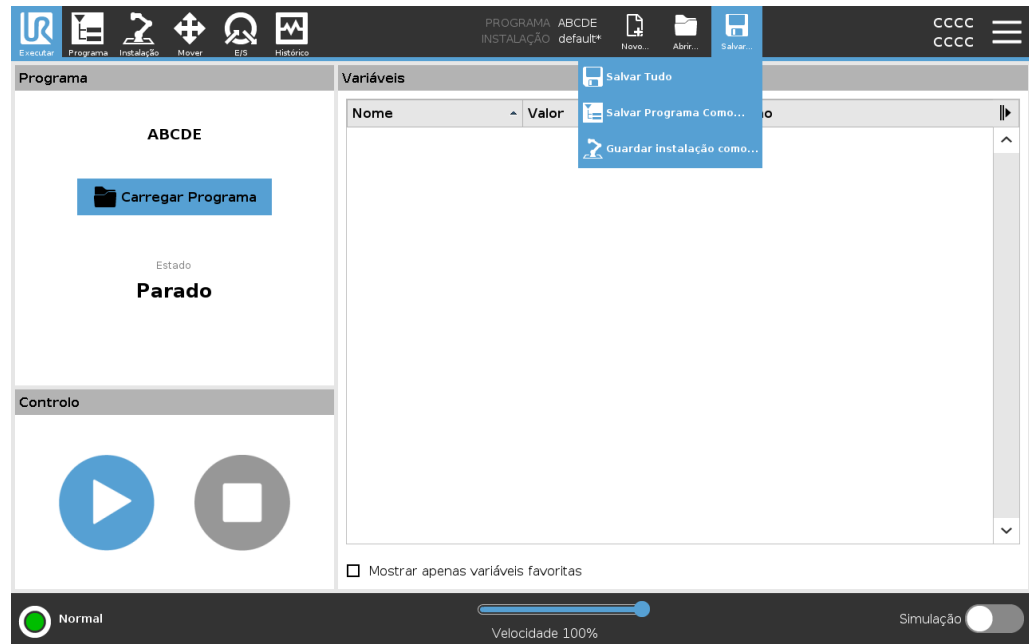 UR
Executar
Programa
Instalação
Mover
E/S
Histórico
PROGRAMA ABCDE
INSTALAÇÃO default*
Novo...
Abrir...
Salvar...
cccc
cccc
Programa
Variáveis
Salvar Tudo
Salvar Programa Como...
Guardar instalação como...
Nome
Valor
ABCDE
Carregar Programa
Estado
Parado
Controlo
Mostrar apenas variáveis favoritas
Normal
Velocidade 100%
Simulação